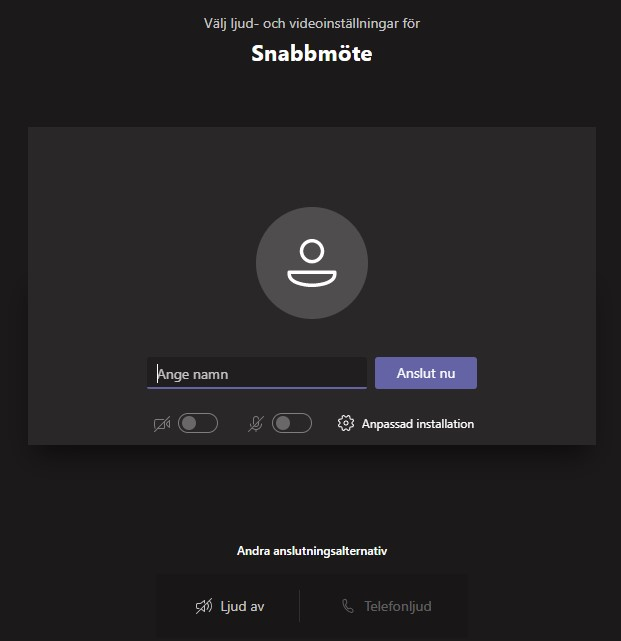 Välj ljud- och videoinställningar för
Snabbmöte
Ange namn
Anslut nu
Anpassad installation
Andra anslutningsalternativ
Ljud av
Telefonljud